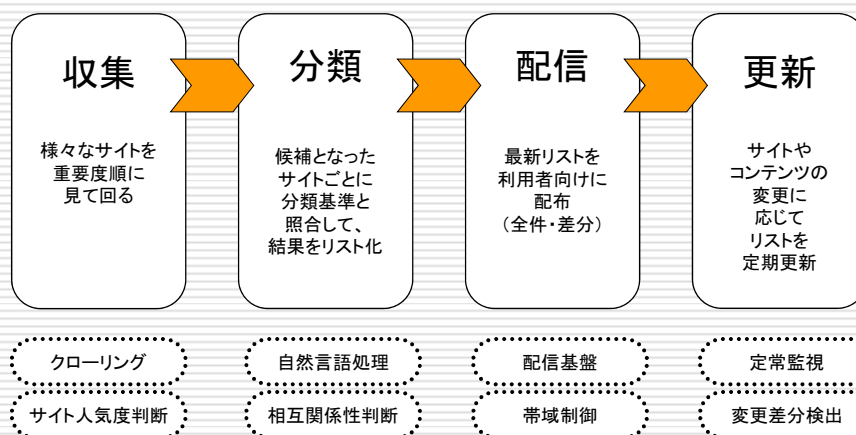 収集
様々なサイトを
重要度順に
見て回る
分類
候補となった
サイトごとに
分類基準と
照合して、
結果をリスト化
配信
最新リストを
利用者向けに
配布
（全件・差分）
更新
サイトや
コンテンツの
変更に
応じて
リストを
定期更新
クローリング
自然言語処理
配信基盤
定常監視
サイト人気度判断
相互関係性判断
帯域制御
変更差分検出